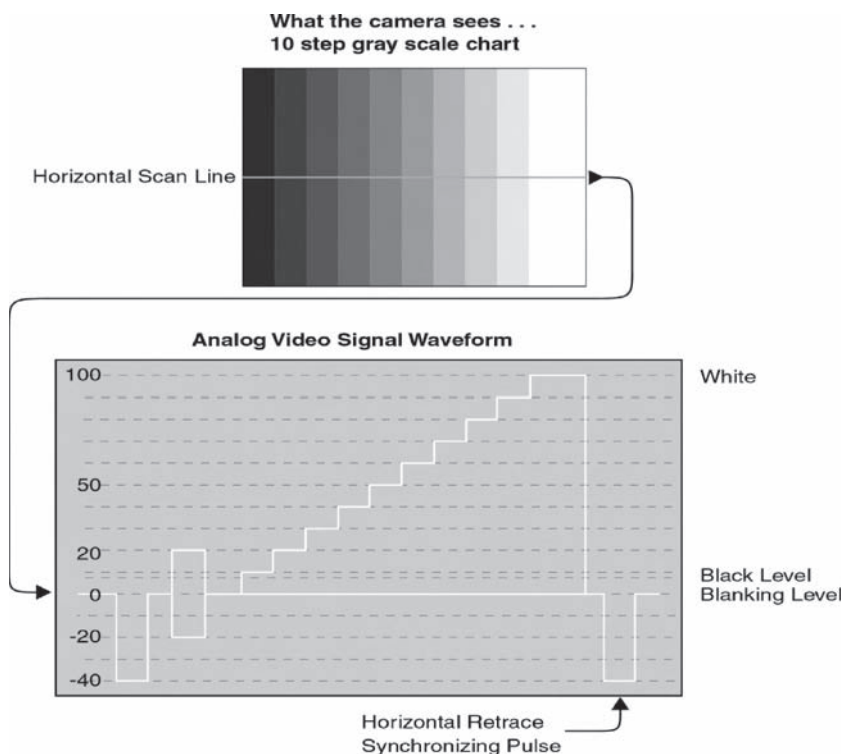 What the camera sees . . .
10 step gray scale chart
Horizontal Scan Line
Analog Video Signal Waveform
100
White
50
20
Black Level
0
Blanking Level
-20
-40
Horizontal Retrace
Synchronizing Pulse